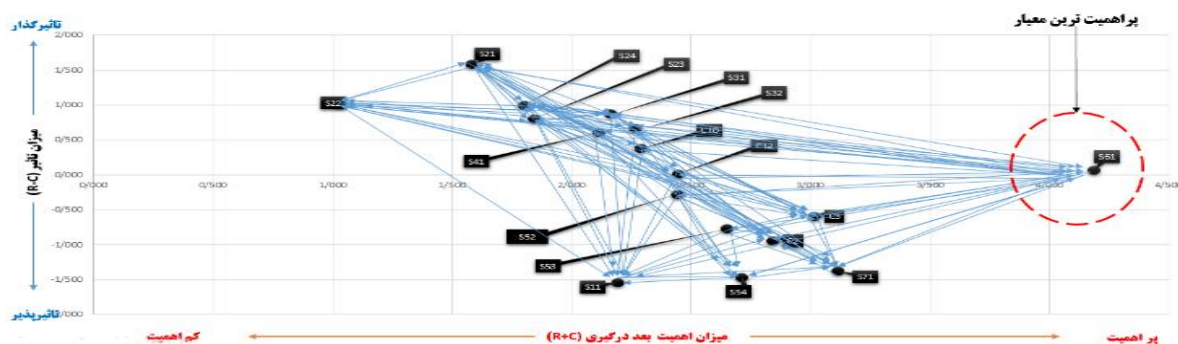 پراهمیت ترین معیار
تاثیرگذار
2/000
1/500
1/000
0/500
0/000
-0/500
-1/000
-1/500
میزان تاثیر (R-C)
S21
S24
S23
S31
S32
S22
S41
S61
0/000
0/500
1/000
1/500
2/000
3/000
3/500
4/500
S52
S53
S11
S54
S71
تاثیرپذیر
کم اهمیت
میزان اهمیت بعد درگیری (R+C)
پر اهمیت